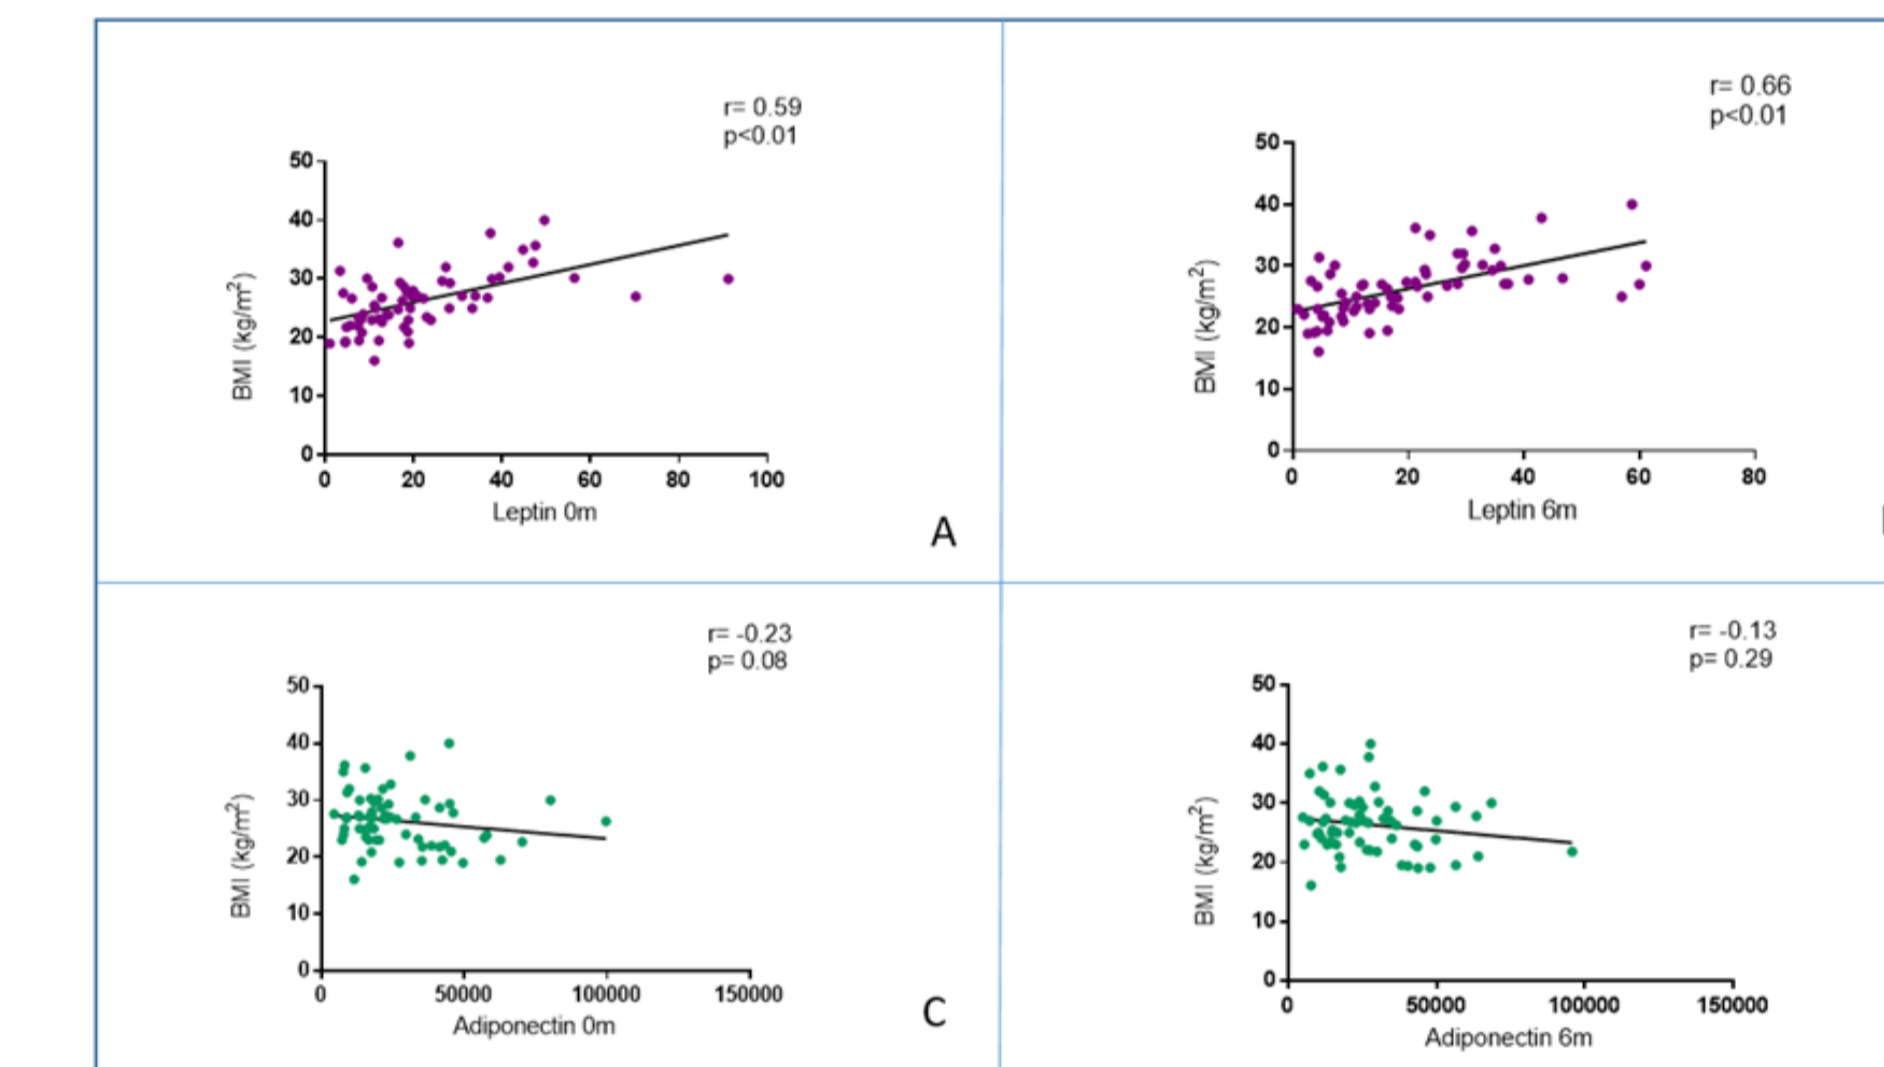 r= 0.59
p<0.01
50
40
30
20
10
0
BMI (kg/m²)
0 20 40 60 80 100
Leptin 0m
A
r= 0.66
p<0.01
50
40
30
20
10
0
BMI (kg/m²)
0 20 40 60 80
Leptin 6m
r= -0.23
p= 0.08
50
40
30
20
10
0
BMI (kg/m²)
0 50000 100000 150000
Adiponectin 0m
C
r= -0.13
p= 0.29
50
40
30
20
10
0
BMI (kg/m²)
0 50000 100000 150000
Adiponectin 6m